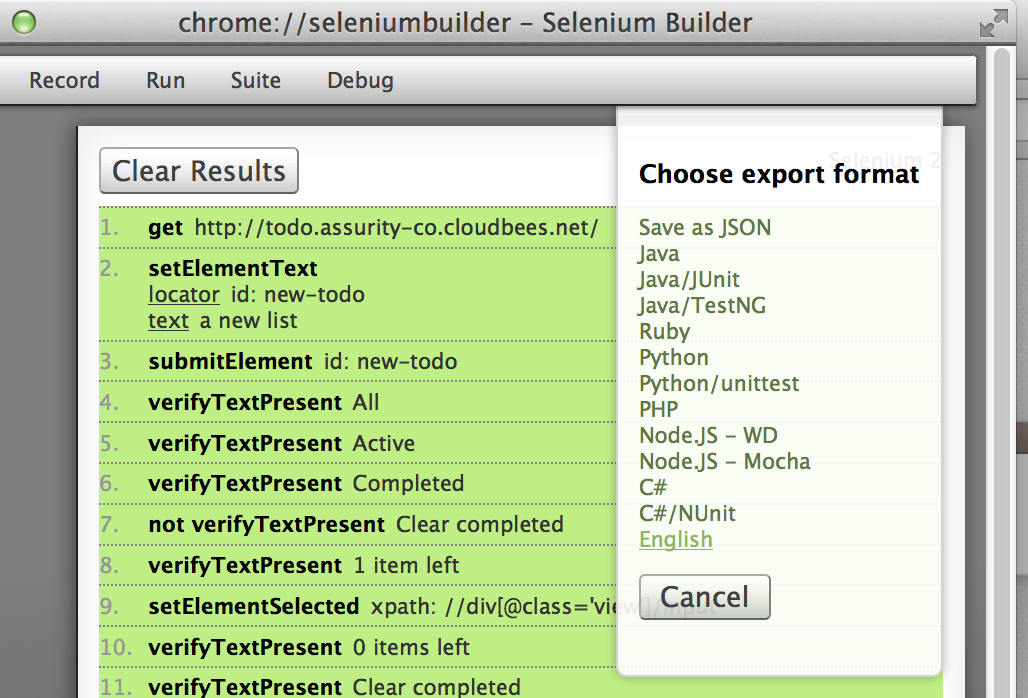 chrome://seleniumbuilder – Selenium Builder
Record Run Suite Debug
Clear Results
1. get http://todo.assurity-co.cloudbees.net/
2. setElementText
locator id: new-todo
text a new list
3. submitElement id: new-todo
4. verifyTextPresent All
5. verifyTextPresent Active
6. verifyTextPresent Completed
7. not verifyTextPresent Clear completed
8. verifyTextPresent 1 item left
9. setElementSelected xpath: //div[@class='view']/input
10. verifyTextPresent 0 items left
11. verifyTextPresent Clear completed
Selenium 2
Choose export format
Save as JSON
Java
Java/JUnit
Java/TestNG
Ruby
Python
Python/unittest
PHP
Node.JS – WD
Node.JS – Mocha
C#
C#/NUnit
English
Cancel